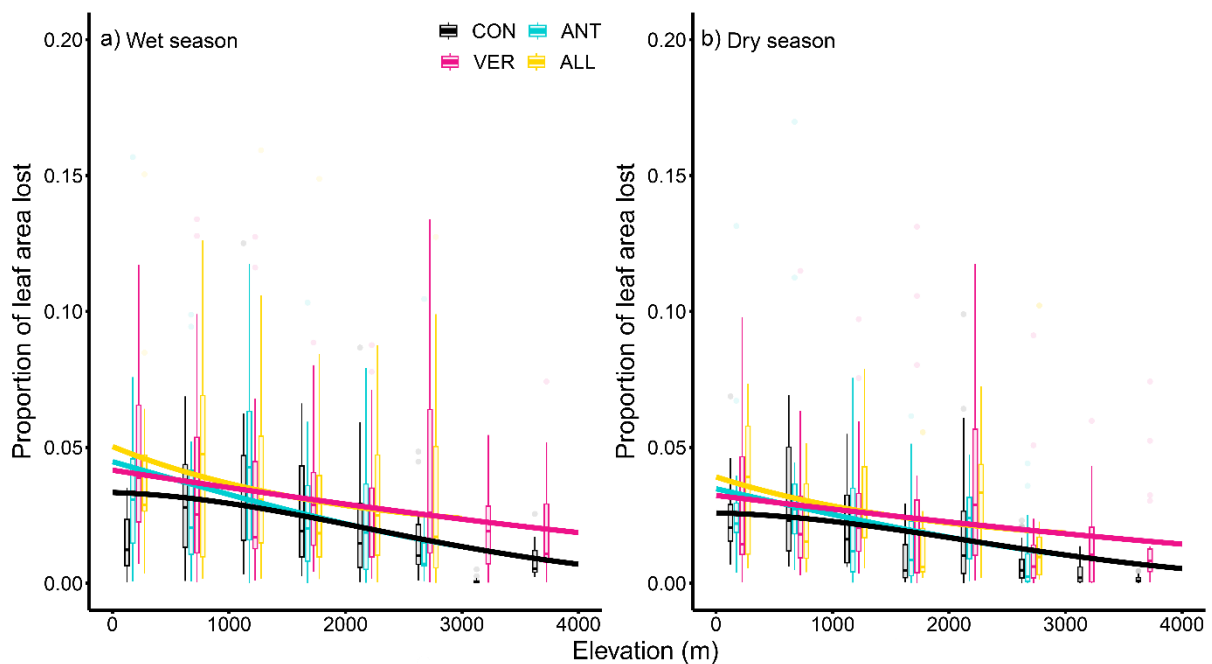 a) Wet season
CON ANT
VER ALL
b) Dry season
Proportion of leaf area lost
0.20
0.15
0.10
0.05
0.00
0 1000 2000 3000 4000
Proportion of leaf area lost
0.20
0.15
0.10
0.05
0.00
0 1000 2000 3000 4000
Elevation (m)